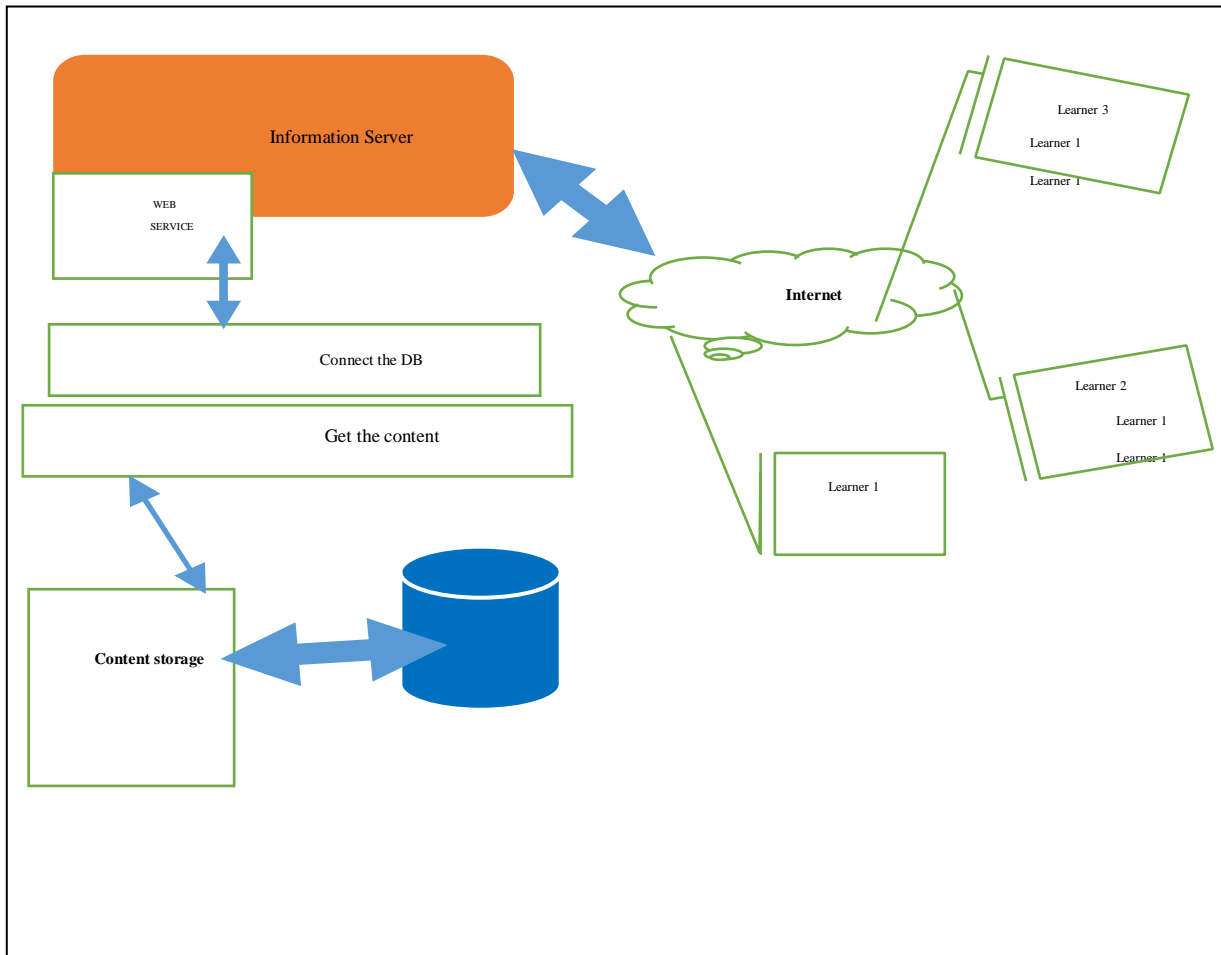 Information Server
WEB
SERVICE
Connect the DB
Get the content
Content storage
Internet
Learner 3
Learner 1
Learner 1
Learner 2
Learner 1
Learner 1
Learner 1